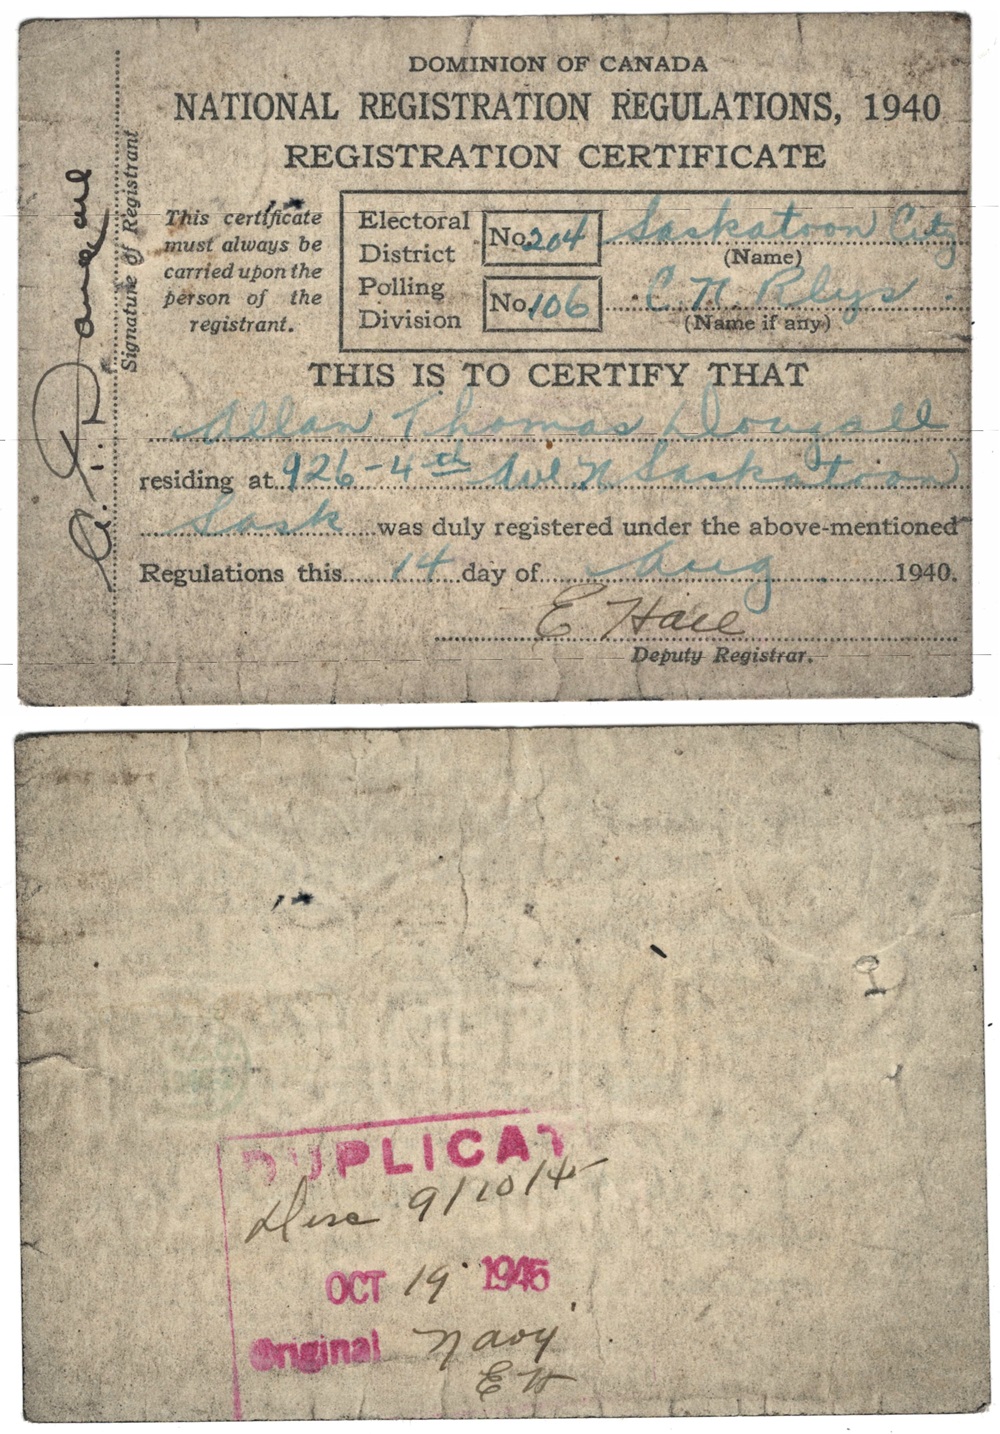 DOMINION OF CANADA
NATIONAL REGISTRATION REGULATIONS, 1940
REGISTRATION CERTIFICATE
Signature of Registrant
This certificate
must always be
carried upon the
person of the
registrant.
Electoral District No. 204 Saskatoon City
(Name)
Polling Division No. 106
(Name if any)
THIS IS TO CERTIFY THAT
Allan Thomas Dougall
residing at 926-4th Ave N Saskatoon
Sask was duly registered under the above-mentioned
Regulations this 14 day of Aug 1940.
E Hall
Deputy Registrar.
DUPLICAT
Disc 9/10/45
OCT 19 1945
Original Navy
EH